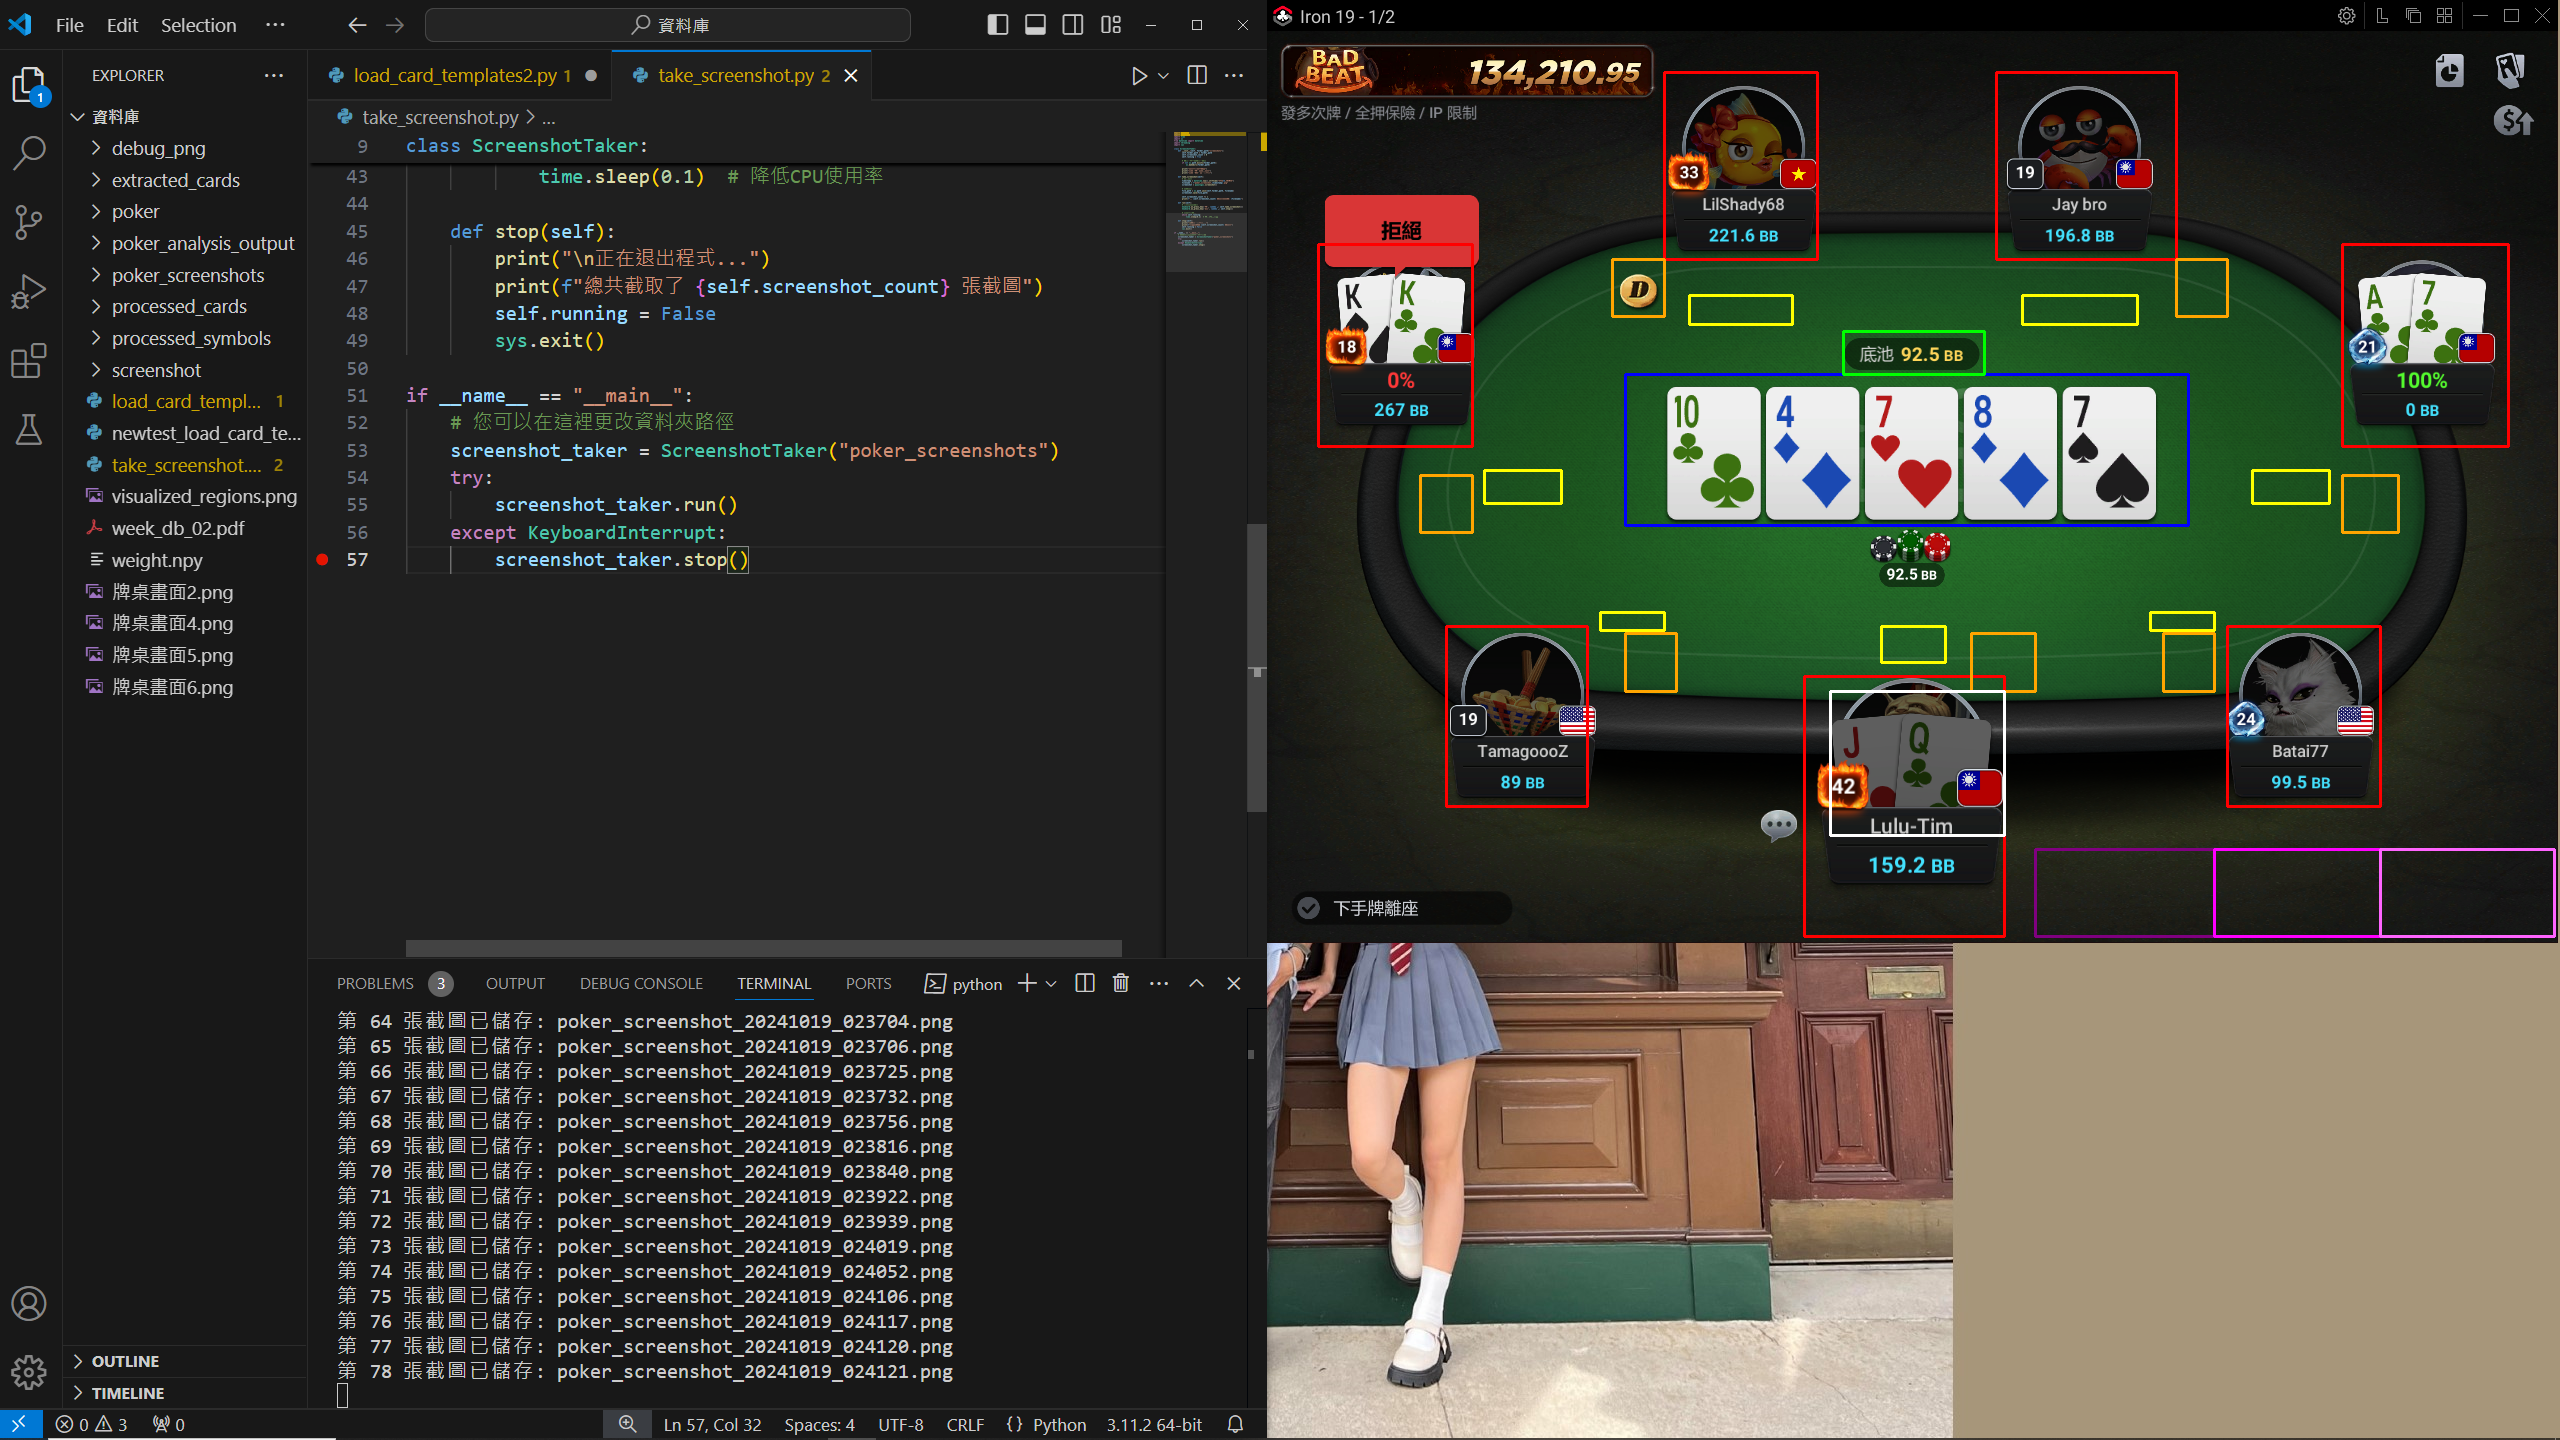 File Edit Selection ···
資料庫
EXPLORER ···
1
資料庫
debug_png
extracted_cards
poker
poker_analysis_output
poker_screenshots
processed_cards
processed_symbols
screenshot
load_card_templ... 1
newtest_load_card_te...
take_screenshot.... 2
visualized_regions.png
week_db_02.pdf
weight.npy
牌桌畫面2.png
牌桌畫面4.png
牌桌畫面5.png
牌桌畫面6.png
OUTLINE
TIMELINE
load_card_templates2.py 1
take_screenshot.py 2
take_screenshot.py > ...
9 class ScreenshotTaker:
43 time.sleep(0.1) # 降低CPU使用率
44
45 def stop(self):
46 print("\n正在退出程式...")
47 print(f"總共截取了 {self.screenshot_count} 張截圖")
48 self.running = False
49 sys.exit()
50
51 if __name__ == "__main__":
52 # 您可以在這裡更改資料夾路徑
53 screenshot_taker = ScreenshotTaker("poker_screenshots")
54 try:
55 screenshot_taker.run()
56 except KeyboardInterrupt:
57 screenshot_taker.stop()
PROBLEMS 3 OUTPUT DEBUG CONSOLE TERMINAL PORTS python
第 64 張截圖已儲存: poker_screenshot_20241019_023704.png
第 65 張截圖已儲存: poker_screenshot_20241019_023706.png
第 66 張截圖已儲存: poker_screenshot_20241019_023725.png
第 67 張截圖已儲存: poker_screenshot_20241019_023732.png
第 68 張截圖已儲存: poker_screenshot_20241019_023756.png
第 69 張截圖已儲存: poker_screenshot_20241019_023816.png
第 70 張截圖已儲存: poker_screenshot_20241019_023840.png
第 71 張截圖已儲存: poker_screenshot_20241019_023922.png
第 72 張截圖已儲存: poker_screenshot_20241019_023939.png
第 73 張截圖已儲存: poker_screenshot_20241019_024019.png
第 74 張截圖已儲存: poker_screenshot_20241019_024052.png
第 75 張截圖已儲存: poker_screenshot_20241019_024106.png
第 76 張截圖已儲存: poker_screenshot_20241019_024117.png
第 77 張截圖已儲存: poker_screenshot_20241019_024120.png
第 78 張截圖已儲存: poker_screenshot_20241019_024121.png
0 3 0 Ln 57, Col 32 Spaces: 4 UTF-8 CRLF {} Python 3.11.2 64-bit
Iron 19 - 1/2
BAD BEAT 134,210.95
發多次牌 / 全押保險 / IP 限制
33
LilShady68
221.6 BB
19
Jay bro
196.8 BB
拒絕
K K
18
0%
267 BB
D
A 7
21
100%
0 BB
底池 92.5 BB
10 4 7 8 7
92.5 BB
19
TamagoooZ
89 BB
J Q
42
Lulu-Tim
159.2 BB
24
Batai77
99.5 BB
下手牌離座